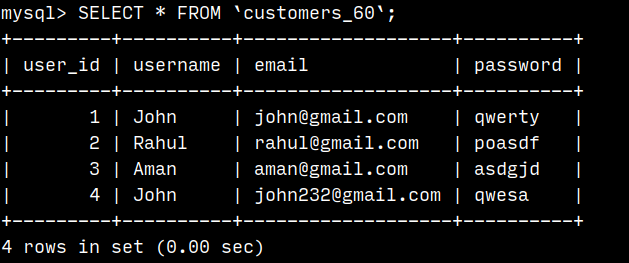 mysql> SELECT * FROM `customers_60`;
+---------+----------+-------------------+----------+
| user_id | username | email             | password |
+---------+----------+-------------------+----------+
|       1 | John     | john@gmail.com    | qwerty   |
|       2 | Rahul    | rahul@gmail.com   | poasdf   |
|       3 | Aman     | aman@gmail.com    | asdgjd   |
|       4 | John     | john232@gmail.com | qwesa    |
+---------+----------+-------------------+----------+
4 rows in set (0.00 sec)